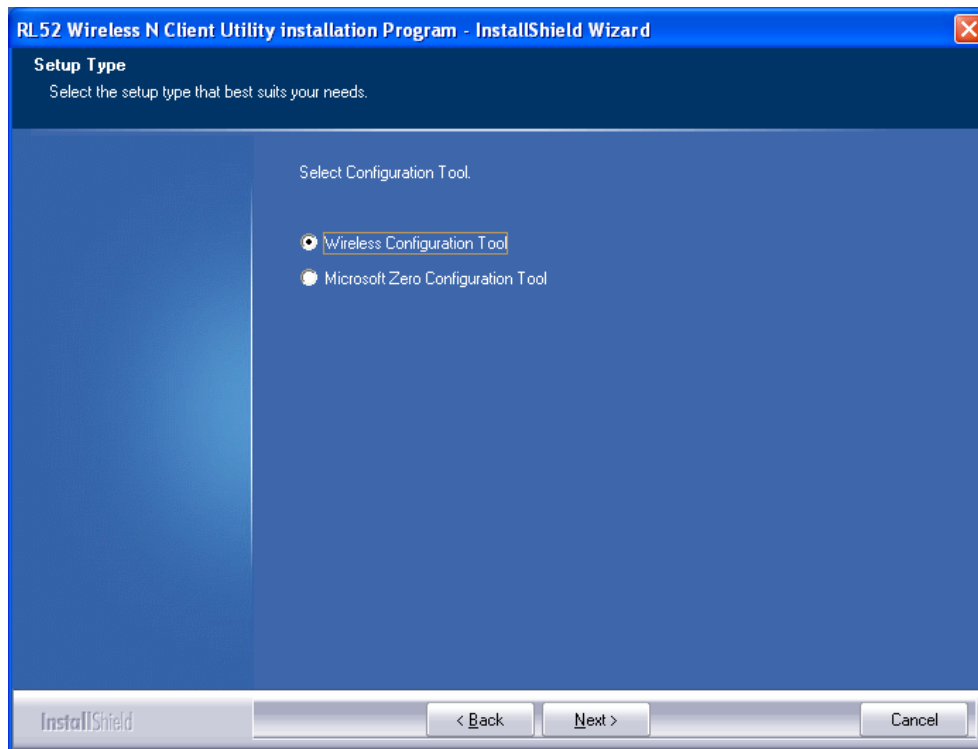 RL52 Wireless N Client Utility installation Program - InstallShield Wizard
Setup Type
Select the setup type that best suits your needs.
Select Configuration Tool.
Wireless Configuration Tool
Microsoft Zero Configuration Tool
InstallShield
< Back
Next >
Cancel